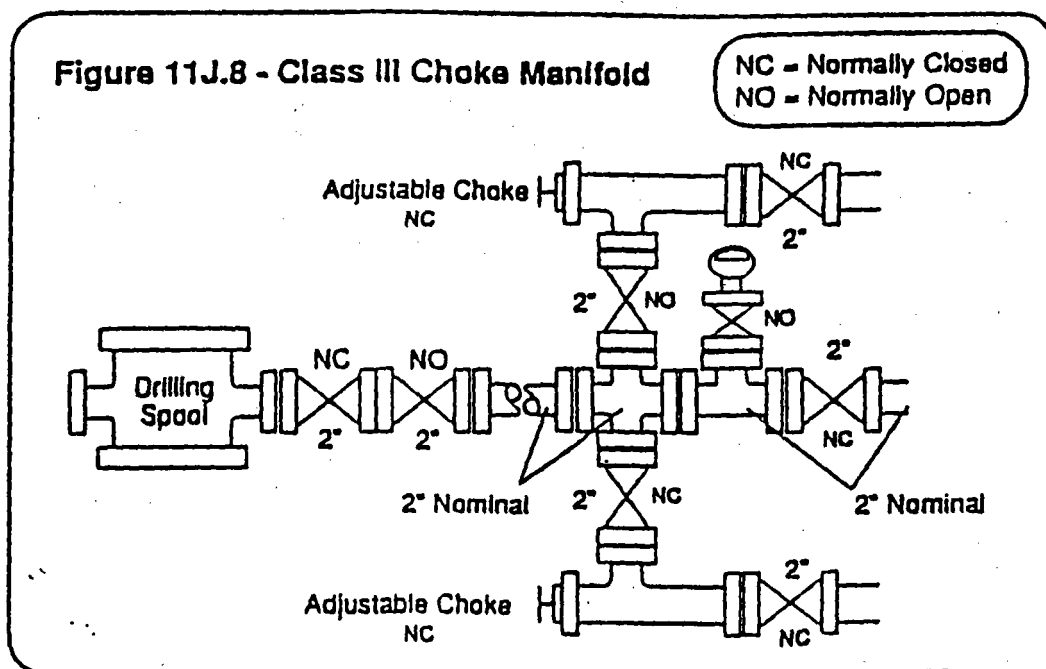 Figure 11J.8 - Class III Choke Manifold
NC = Normally Closed
NO = Normally Open
Adjustable Choke
NC
NC
2"
2"
NO
NO
2"
Drilling
Spool
NC
NO
2"
2"
NC
2" Nominal
2"
NC
2" Nominal
Adjustable Choke
NC
2"
NC